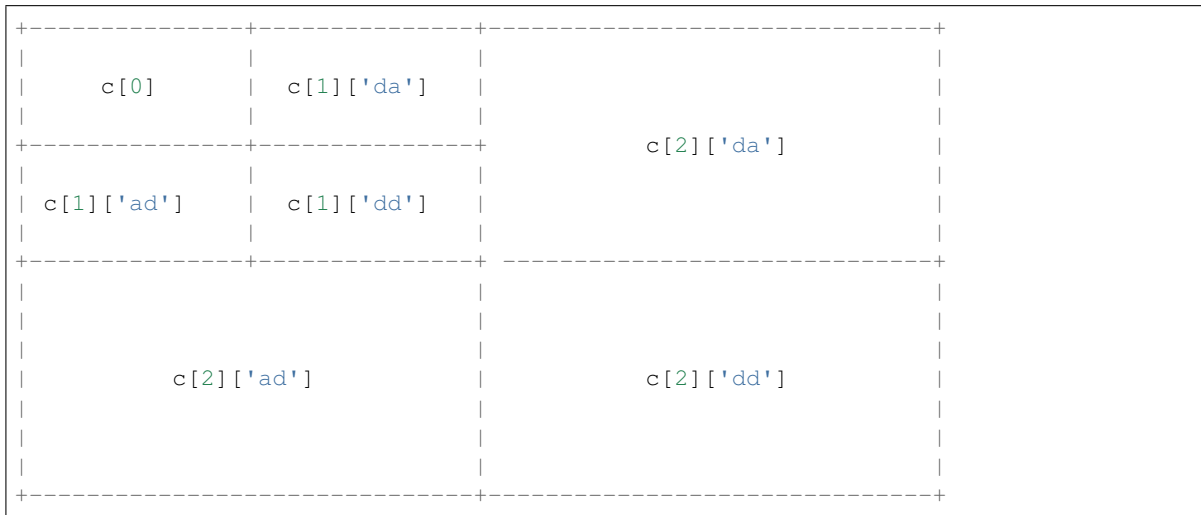 +---------------+---------------+-------------------------------+
|               |               |                               |
|     c[0]      |  c[1]['da']   |                               |
|               |               |                               |
+---------------+---------------+           c[2]['da']          |
|               |               |                               |
| c[1]['ad']    |  c[1]['dd']   |                               |
|               |               |                               |
+---------------+---------------+ ------------------------------+
|                               |                               |
|                               |                               |
|                               |                               |
|          c[2]['ad']           |           c[2]['dd']          |
|                               |                               |
|                               |                               |
|                               |                               |
+-------------------------------+-------------------------------+